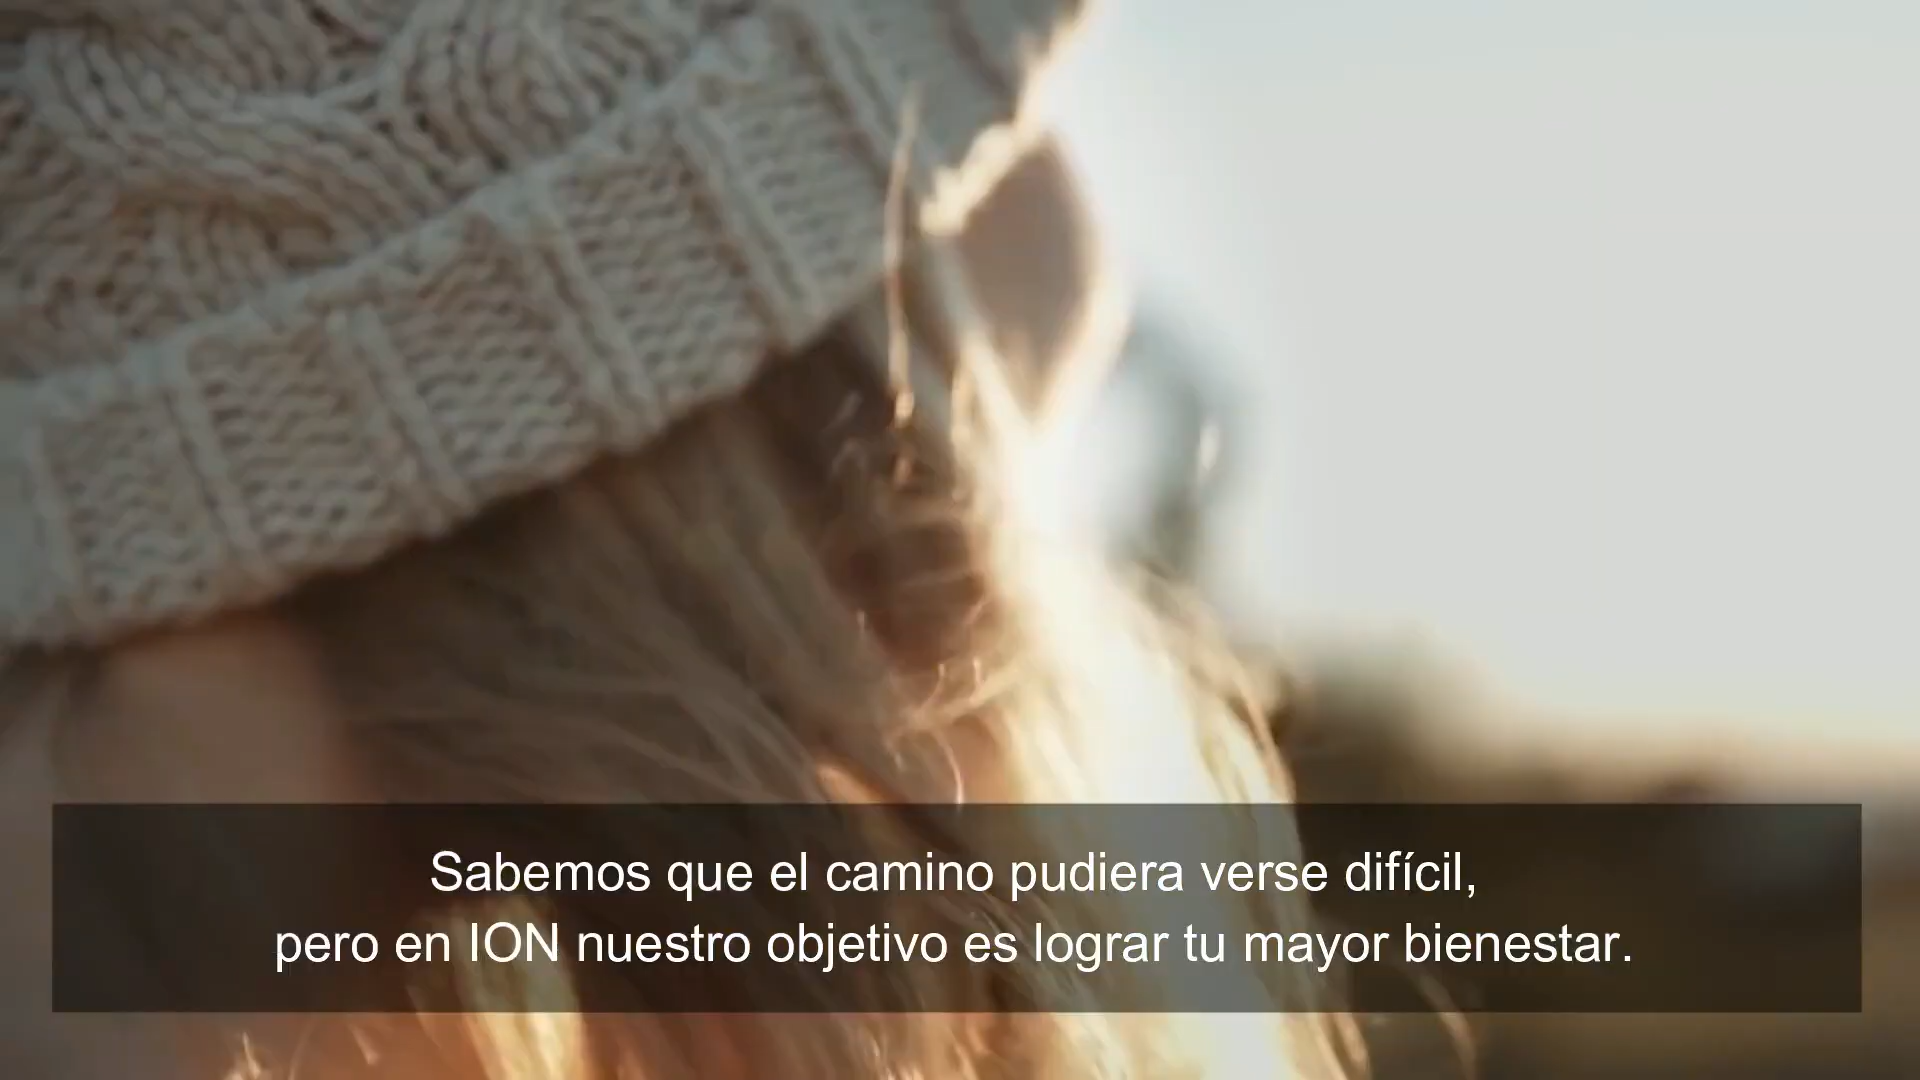 Sabemos que el camino pudiera verse difícil,
pero en ION nuestro objetivo es lograr tu mayor bienestar.